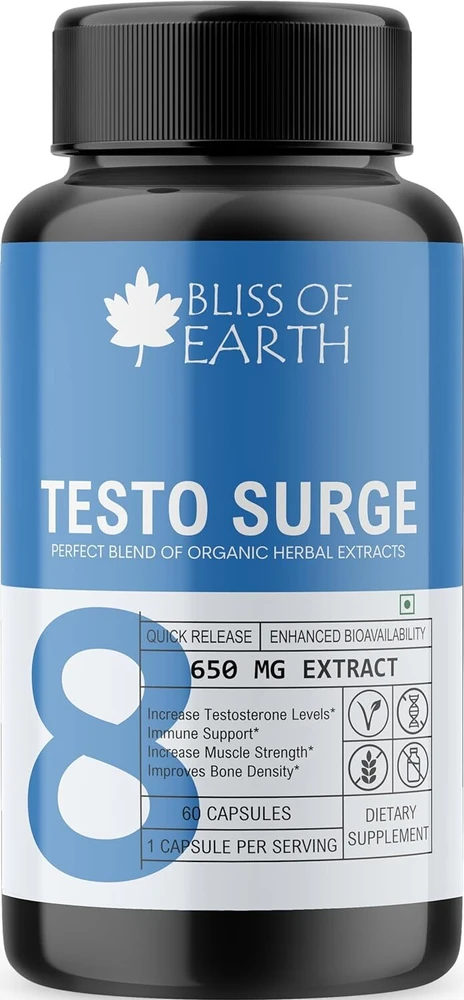 BLISS OF
EARTH
TESTO SURGE
PERFECT BLEND OF ORGANIC HERBAL EXTRACTS
8
QUICK RELEASE
ENHANCED BIOAVAILABILITY
650 MG EXTRACT
Increase Testosterone Levels*
Immune Support*
Increase Muscle Strength*
Improves Bone Density*
60 CAPSULES
1 CAPSULE PER SERVING
DIETARY
SUPPLEMENT